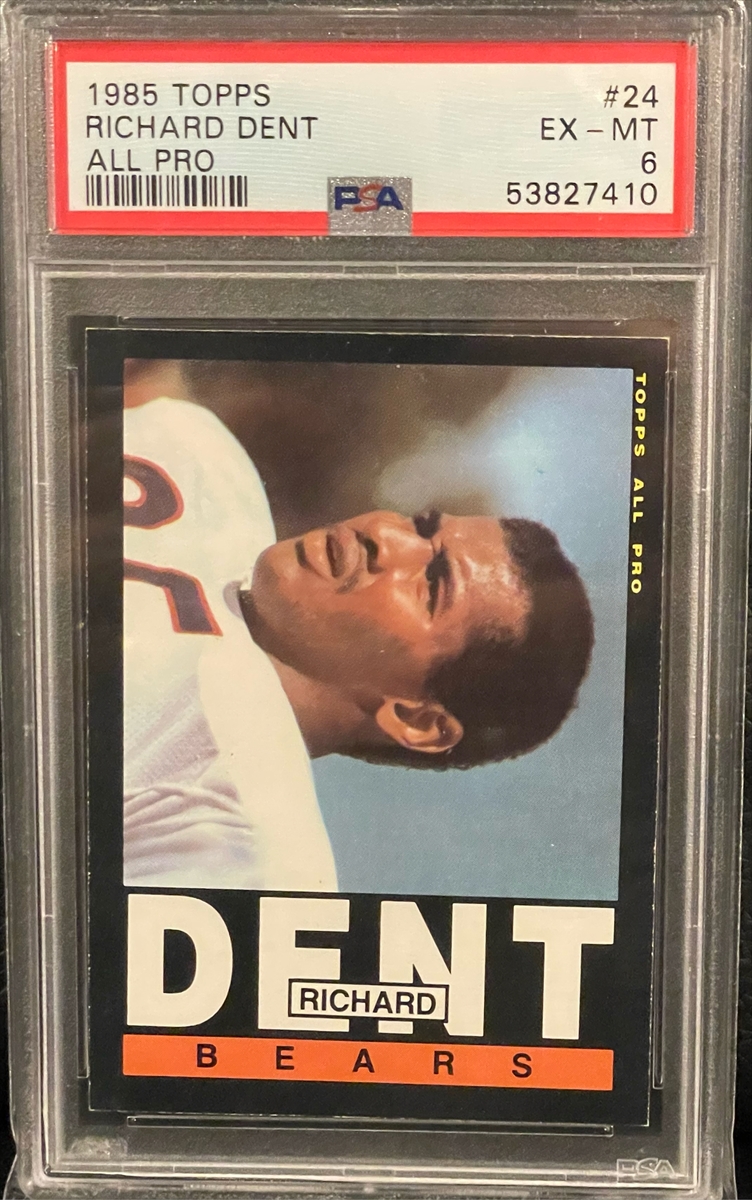 1985 TOPPS #24
RICHARD DENT EX - MT
ALL PRO 6
PSA 53827410
TOPPS ALL PRO
95
DENT
RICHARD
BEARS
PSA